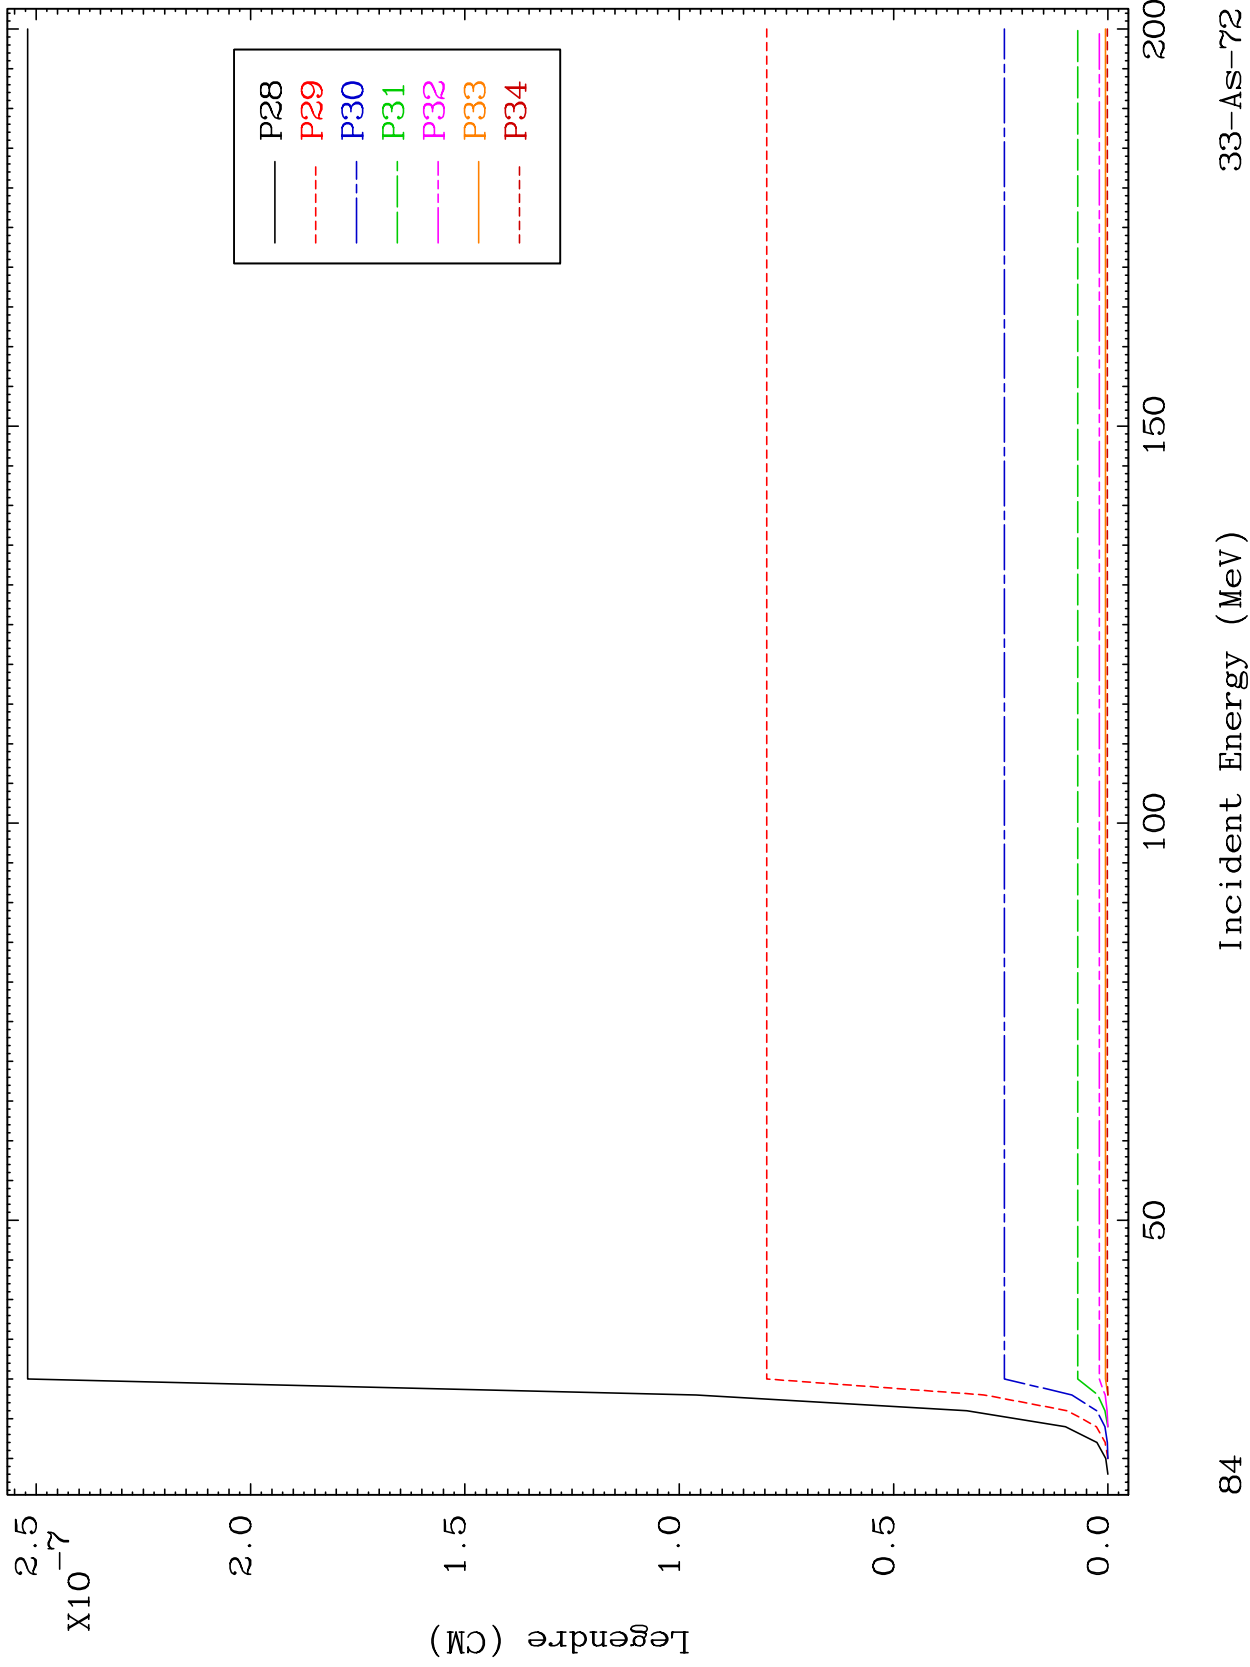 P28
P29
P30
P31
P32
P33
P34
2.5
X10⁻⁷
2.0
1.5
1.0
0.5
0.0
Legendre (CM)
50
100
150
200
Incident Energy (MeV)
84
33-As-72